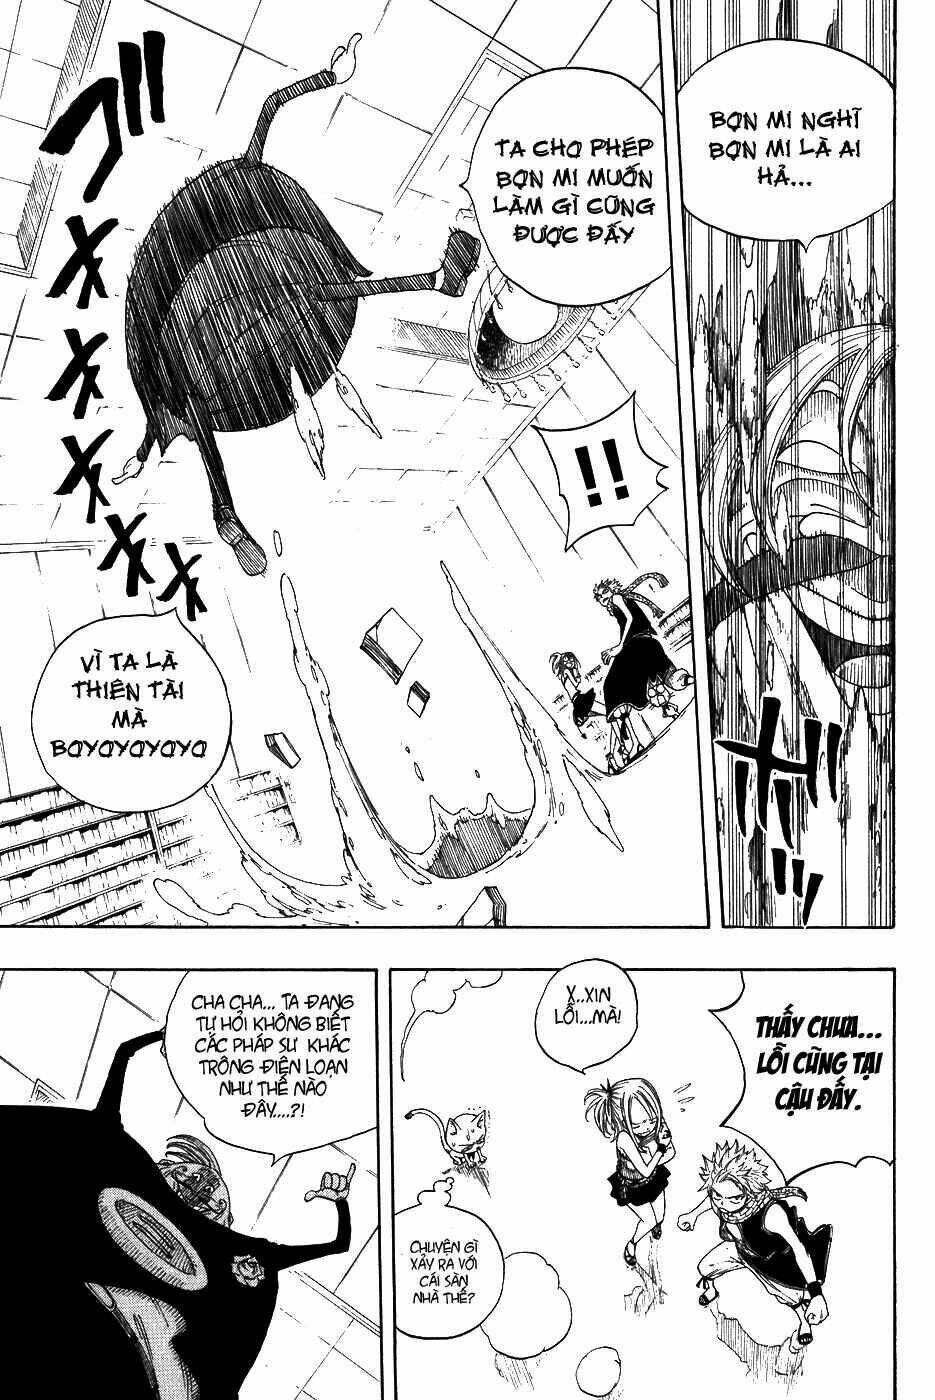 BỌN MI NGHĨ
BỌN MI LÀ AI
HẢ...
TA CHO PHÉP
BỌN MI MUỐN
LÀM GÌ CŨNG
ĐƯỢC ĐẤY
!!
VÌ TA LÀ
THIÊN TÀI
MÀ
BOYOYOYOYO
THẤY CHƯA...
LỖI CŨNG TẠI
CẬU ĐẤY.
X..XIN
LỖI...MÀ!
CHUYỆN GÌ
XẢY RA VỚI
CÁI SÀN
NHÀ THẾ?
CHA CHA... TA ĐANG
TỰ HỎI KHÔNG BIẾT
CÁC PHÁP SƯ KHÁC
TRÔNG ĐIÊN LOẠN
NHƯ THẾ NÀO
ĐÂY....?!